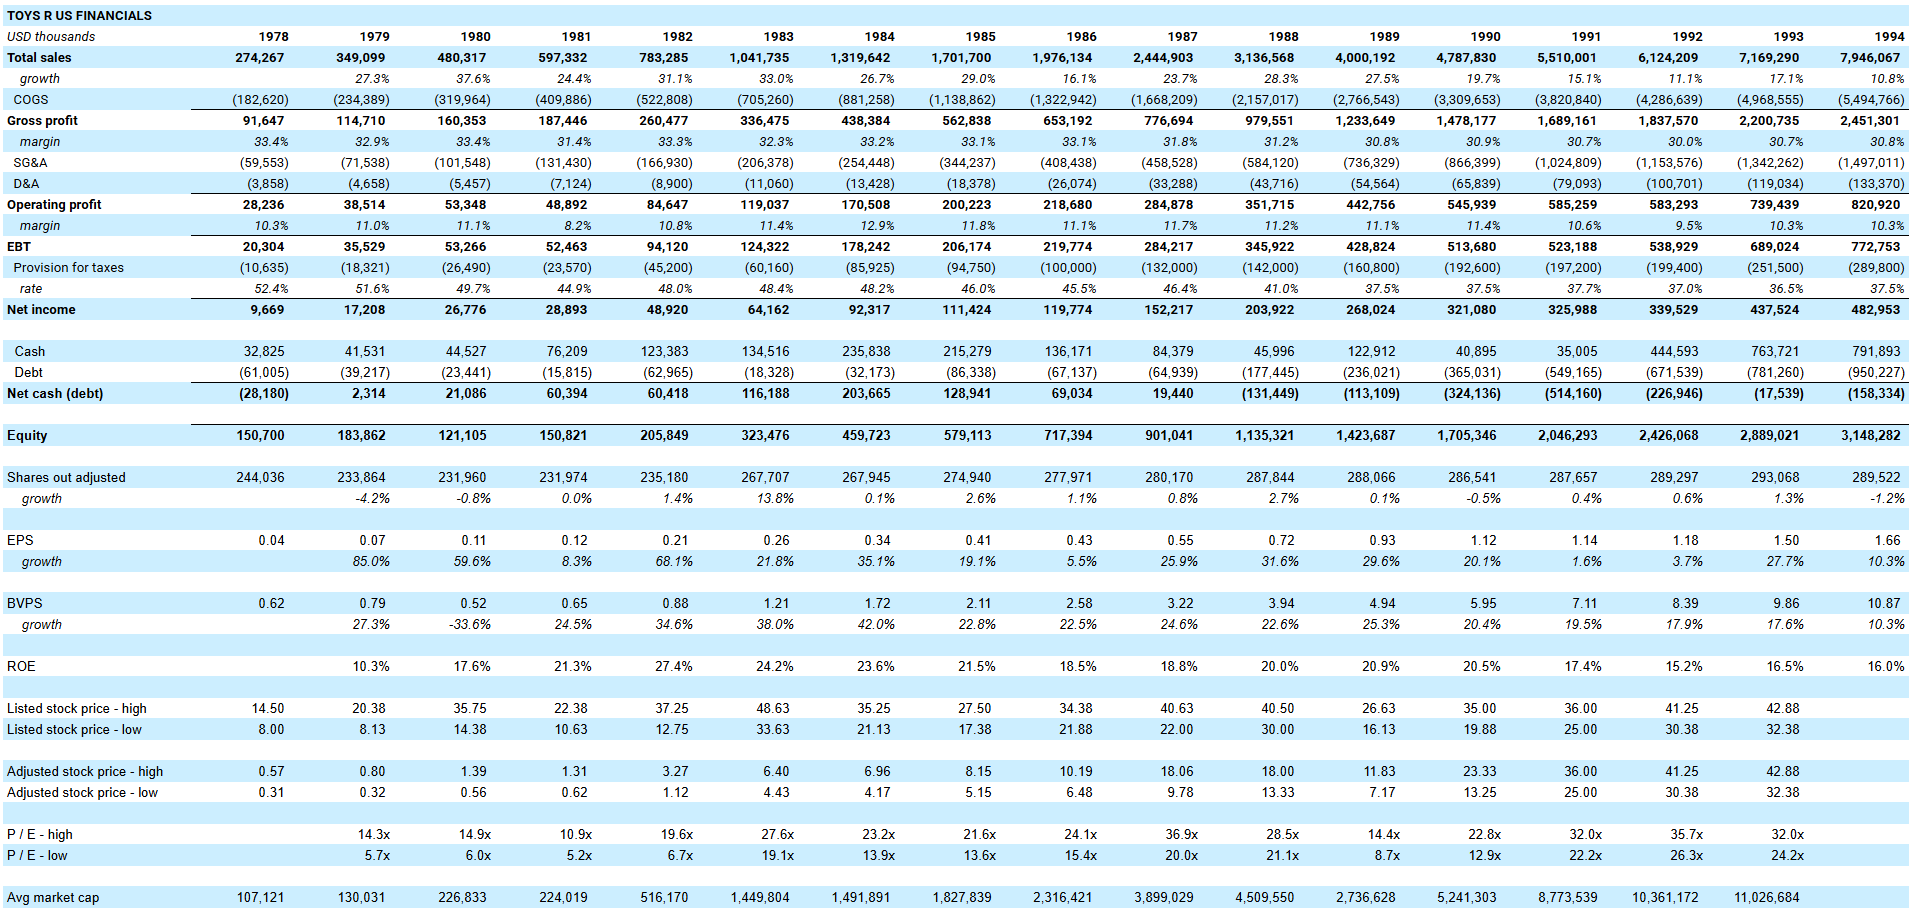 TOYS R US FINANCIALS
USD thousands 1978 1979 1980 1981 1982 1983 1984 1985 1986 1987 1988 1989 1990 1991 1992 1993 1994
Total sales 274,267 349,099 480,317 597,332 783,285 1,041,735 1,319,642 1,701,700 1,976,134 2,444,903 3,136,568 4,000,192 4,787,830 5,510,001 6,124,209 7,169,290 7,946,067
growth 27.3% 37.6% 24.4% 31.1% 33.0% 26.7% 29.0% 16.1% 23.7% 28.3% 27.5% 19.7% 15.1% 11.1% 17.1% 10.8%
COGS (182,620) (234,389) (319,964) (409,886) (522,808) (705,260) (881,258) (1,138,862) (1,322,942) (1,668,209) (2,157,017) (2,766,543) (3,309,653) (3,820,840) (4,286,639) (4,968,555) (5,494,766)
Gross profit 91,647 114,710 160,353 187,446 260,477 336,475 438,384 562,838 653,192 776,694 979,551 1,233,649 1,478,177 1,689,161 1,837,570 2,200,735 2,451,301
margin 33.4% 32.9% 33.4% 31.4% 33.3% 32.3% 33.2% 33.1% 33.1% 31.8% 31.2% 30.8% 30.9% 30.7% 30.0% 30.7% 30.8%
SG&A (59,553) (71,538) (101,548) (131,430) (166,930) (206,378) (254,448) (344,237) (408,438) (458,528) (584,120) (736,329) (866,399) (1,024,809) (1,153,576) (1,342,262) (1,497,011)
D&A (3,858) (4,658) (5,457) (7,124) (8,900) (11,060) (13,428) (18,378) (26,074) (33,288) (43,716) (54,564) (65,839) (79,093) (100,701) (119,034) (133,370)
Operating profit 28,236 38,514 53,348 48,892 84,647 119,037 170,508 200,223 218,680 284,878 351,715 442,756 545,939 585,259 583,293 739,439 820,920
margin 10.3% 11.0% 11.1% 8.2% 10.8% 11.4% 12.9% 11.8% 11.1% 11.7% 11.2% 11.1% 11.4% 10.6% 9.5% 10.3% 10.3%
EBT 20,304 35,529 53,266 52,463 94,120 124,322 178,242 206,174 219,774 284,217 345,922 428,824 513,680 523,188 538,929 689,024 772,753
Provision for taxes (10,635) (18,321) (26,490) (23,570) (45,200) (60,160) (85,925) (94,750) (100,000) (132,000) (142,000) (160,800) (192,600) (197,200) (199,400) (251,500) (289,800)
rate 52.4% 51.6% 49.7% 44.9% 48.0% 48.4% 48.2% 46.0% 45.5% 46.4% 41.0% 37.5% 37.5% 37.7% 37.0% 36.5% 37.5%
Net income 9,669 17,208 26,776 28,893 48,920 64,162 92,317 111,424 119,774 152,217 203,922 268,024 321,080 325,988 339,529 437,524 482,953
Cash 32,825 41,531 44,527 76,209 123,383 134,516 235,838 215,279 136,171 84,379 45,996 122,912 40,895 35,005 444,593 763,721 791,893
Debt (61,005) (39,217) (23,441) (15,815) (62,965) (18,328) (32,173) (86,338) (67,137) (64,939) (177,445) (236,021) (365,031) (549,165) (671,539) (781,260) (950,227)
Net cash (debt) (28,180) 2,314 21,086 60,394 60,418 116,188 203,665 128,941 69,034 19,440 (131,449) (113,109) (324,136) (514,160) (226,946) (17,539) (158,334)
Equity 150,700 183,862 121,105 150,821 205,849 323,476 459,723 579,113 717,394 901,041 1,135,321 1,423,687 1,705,346 2,046,293 2,426,068 2,889,021 3,148,282
Shares out adjusted 244,036 233,864 231,960 231,974 235,180 267,707 267,945 274,940 277,971 280,170 287,844 288,066 286,541 287,657 289,297 293,068 289,522
growth -4.2% -0.8% 0.0% 1.4% 13.8% 0.1% 2.6% 1.1% 0.8% 2.7% 0.1% -0.5% 0.4% 0.6% 1.3% -1.2%
EPS 0.04 0.07 0.11 0.12 0.21 0.26 0.34 0.41 0.43 0.55 0.72 0.93 1.12 1.14 1.18 1.50 1.66
growth 85.0% 59.6% 8.3% 68.1% 21.8% 35.1% 19.1% 5.5% 25.9% 31.6% 29.6% 20.1% 1.6% 3.7% 27.7% 10.3%
BVPS 0.62 0.79 0.52 0.65 0.88 1.21 1.72 2.11 2.58 3.22 3.94 4.94 5.95 7.11 8.39 9.86 10.87
growth 27.3% -33.6% 24.5% 34.6% 38.0% 42.0% 22.8% 22.5% 24.6% 22.6% 25.3% 20.4% 19.5% 17.9% 17.6% 10.3%
ROE 10.3% 17.6% 21.3% 27.4% 24.2% 23.6% 21.5% 18.5% 18.8% 20.0% 20.9% 20.5% 17.4% 15.2% 16.5% 16.0%
Listed stock price - high 14.50 20.38 35.75 22.38 37.25 48.63 35.25 27.50 34.38 40.63 40.50 26.63 35.00 36.00 41.25 42.88
Listed stock price - low 8.00 8.13 14.38 10.63 12.75 33.63 21.13 17.38 21.88 22.00 30.00 16.13 19.88 25.00 30.38 32.38
Adjusted stock price - high 0.57 0.80 1.39 1.31 3.27 6.40 6.96 8.15 10.19 18.06 18.00 11.83 23.33 36.00 41.25 42.88
Adjusted stock price - low 0.31 0.32 0.56 0.62 1.12 4.43 4.17 5.15 6.48 9.78 13.33 7.17 13.25 25.00 30.38 32.38
P / E - high 14.3x 14.9x 10.9x 19.6x 27.6x 23.2x 21.6x 24.1x 36.9x 28.5x 14.4x 22.8x 32.0x 35.7x 32.0x
P / E - low 5.7x 6.0x 5.2x 6.7x 19.1x 13.9x 13.6x 15.4x 20.0x 21.1x 8.7x 12.9x 22.2x 26.3x 24.2x
Avg market cap 107,121 130,031 226,833 224,019 516,170 1,449,804 1,491,891 1,827,839 2,316,421 3,899,029 4,509,550 2,736,628 5,241,303 8,773,539 10,361,172 11,026,684